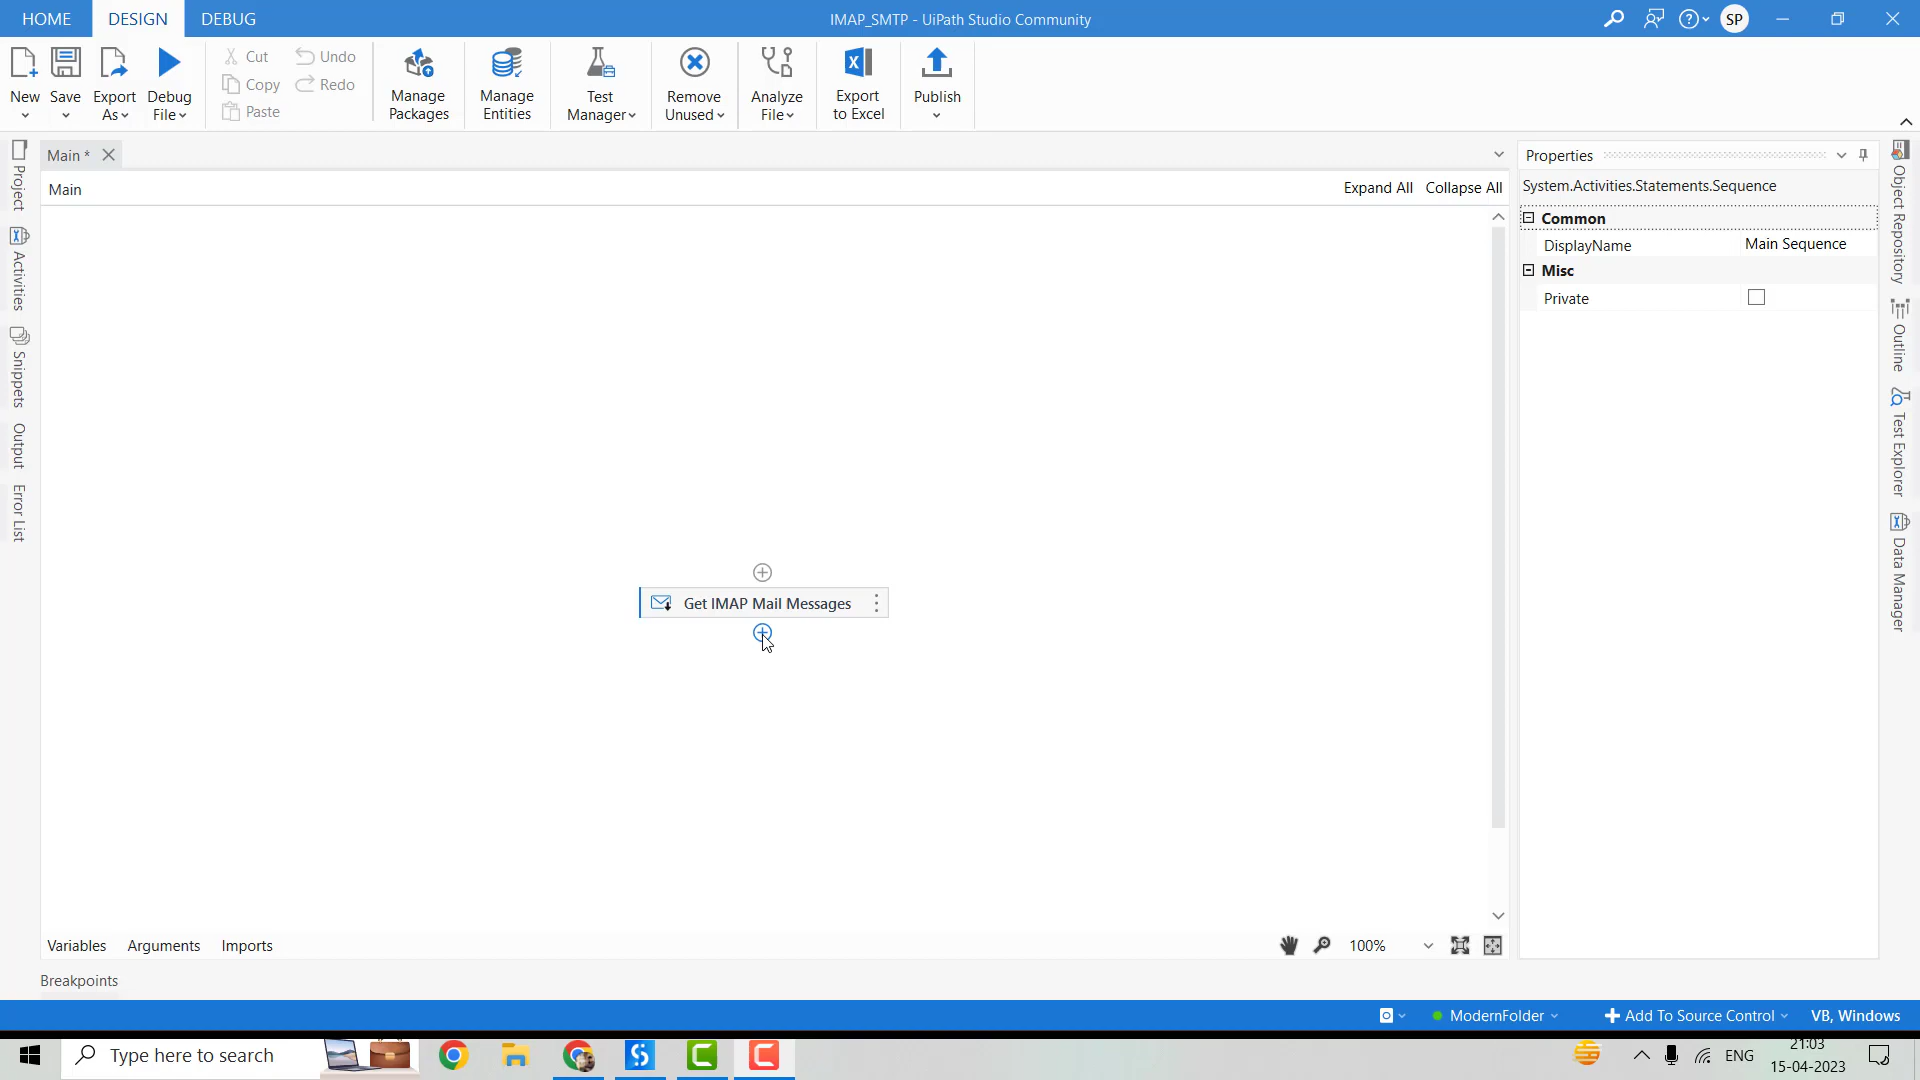 HOME DESIGN DEBUG IMAP_SMTP - UiPath Studio Community SP
New Save Export As Debug File
Cut Undo
Copy Redo
Paste
Manage Packages
Manage Entities
Test Manager
Remove Unused
Analyze File
Export to Excel
Publish
Main *
Main Expand All Collapse All
Project
Activities
Snippets
Output
Error List
Get IMAP Mail Messages
Properties
System.Activities.Statements.Sequence
Common
DisplayName Main Sequence
Misc
Private
Object Repository
Outline
Test Explorer
Data Manager
Variables Arguments Imports 100%
Breakpoints
ModernFolder Add To Source Control VB, Windows
Type here to search
ENG
21:03
15-04-2023